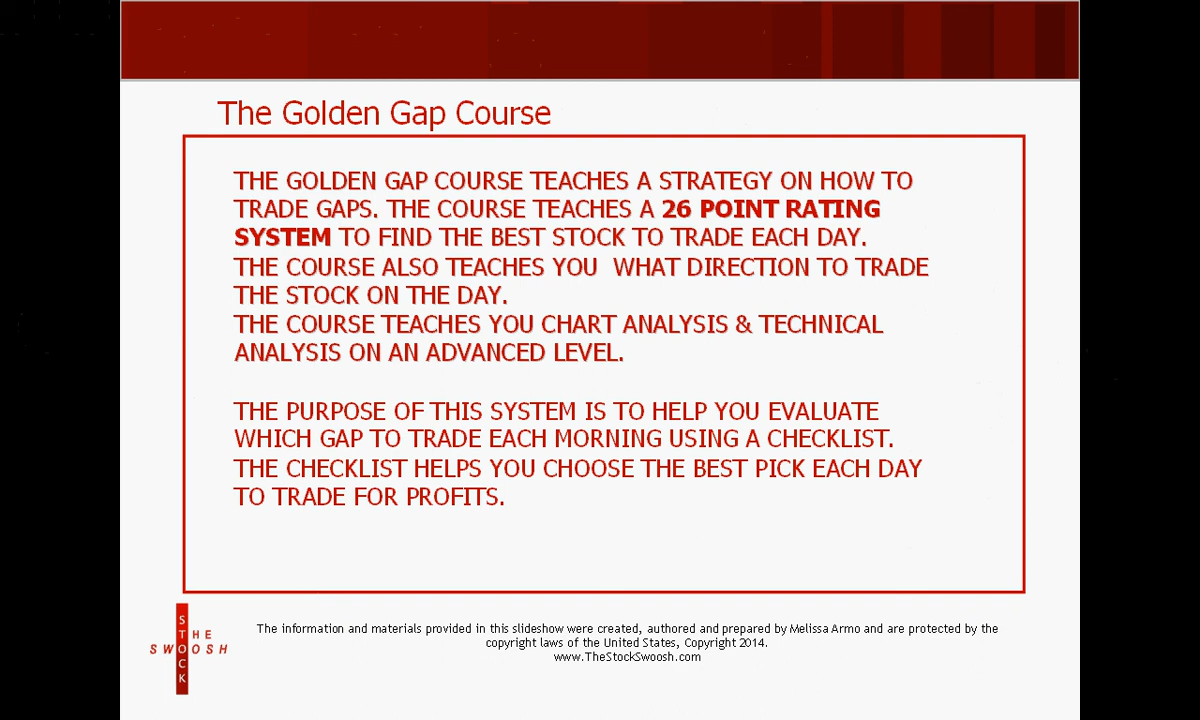 The Golden Gap Course
THE GOLDEN GAP COURSE TEACHES A STRATEGY ON HOW TO
TRADE GAPS. THE COURSE TEACHES A 26 POINT RATING
SYSTEM TO FIND THE BEST STOCK TO TRADE EACH DAY.
THE COURSE ALSO TEACHES YOU  WHAT DIRECTION TO TRADE
THE STOCK ON THE DAY.
THE COURSE TEACHES YOU CHART ANALYSIS & TECHNICAL
ANALYSIS ON AN ADVANCED LEVEL.
THE PURPOSE OF THIS SYSTEM IS TO HELP YOU EVALUATE
WHICH GAP TO TRADE EACH MORNING USING A CHECKLIST.
THE CHECKLIST HELPS YOU CHOOSE THE BEST PICK EACH DAY
TO TRADE FOR PROFITS.
THE
STOCK
SWOOSH
The information and materials provided in this slideshow were created, authored and prepared by Melissa Armo and are protected by the
copyright laws of the United States, Copyright 2014.
www.TheStockSwoosh.com